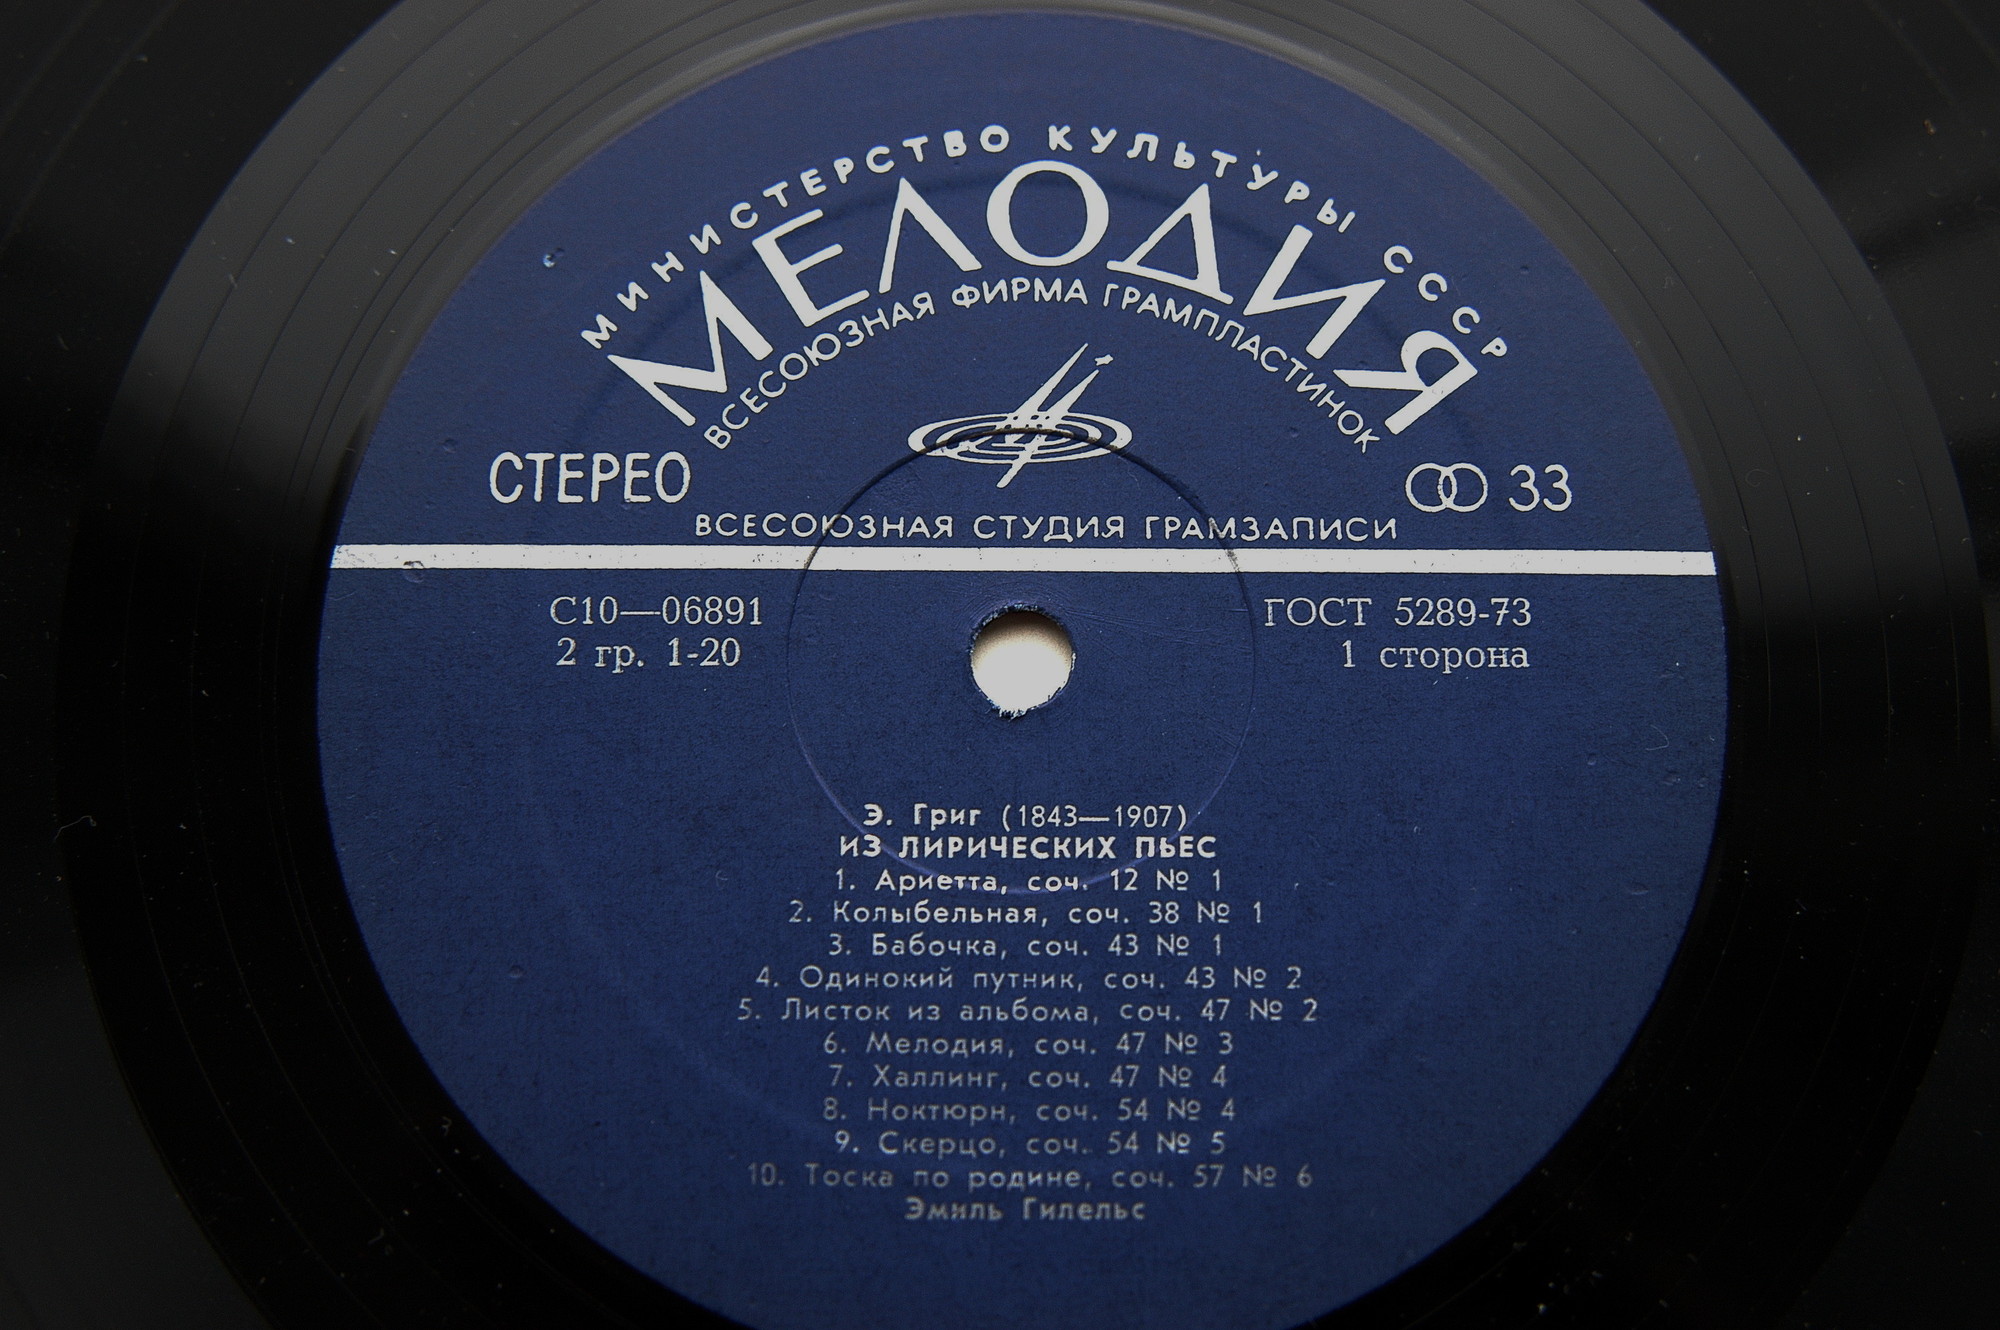 МИНИСТЕРСТВО КУЛЬТУРЫ СССР
МЕЛОДИЯ
ВСЕСОЮЗНАЯ ФИРМА ГРАМПЛАСТИНОК
СТЕРЕО
33
ВСЕСОЮЗНАЯ СТУДИЯ ГРАМЗАПИСИ
С10—06891
2 гр. 1-20
ГОСТ 5289-73
1 сторона
Э. Григ (1843—1907)
ИЗ ЛИРИЧЕСКИХ ПЬЕС
1. Ариетта, соч. 12 № 1
2. Колыбельная, соч. 38 № 1
3. Бабочка, соч. 43 № 1
4. Одинокий путник, соч. 43 № 2
5. Листок из альбома, соч. 47 № 2
6. Мелодия, соч. 47 № 3
7. Халлинг, соч. 47 № 4
8. Ноктюрн, соч. 54 № 4
9. Скерцо, соч. 54 № 5
10. Тоска по родине, соч. 57 № 6
Эмиль Гилельс